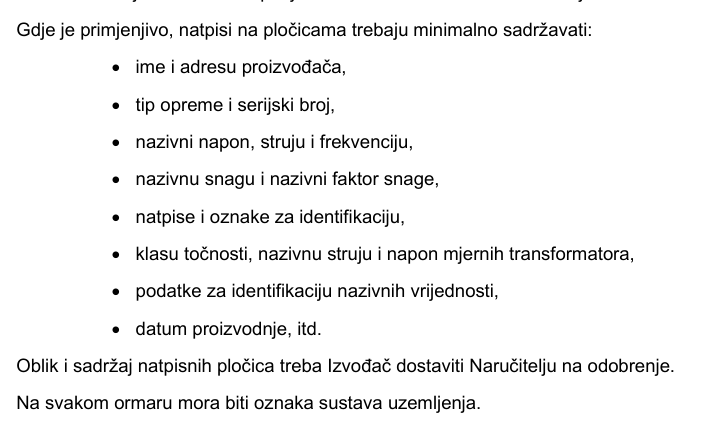 Gdje je primjenjivo, natpisi na pločicama trebaju minimalno sadržavati:
• ime i adresu proizvođača,
• tip opreme i serijski broj,
• nazivni napon, struju i frekvenciju,
• nazivnu snagu i nazivni faktor snage,
• natpise i oznake za identifikaciju,
• klasu točnosti, nazivnu struju i napon mjernih transformatora,
• podatke za identifikaciju nazivnih vrijednosti,
• datum proizvodnje, itd.
Oblik i sadržaj natpisnih pločica treba Izvođač dostaviti Naručitelju na odobrenje.
Na svakom ormaru mora biti oznaka sustava uzemljenja.